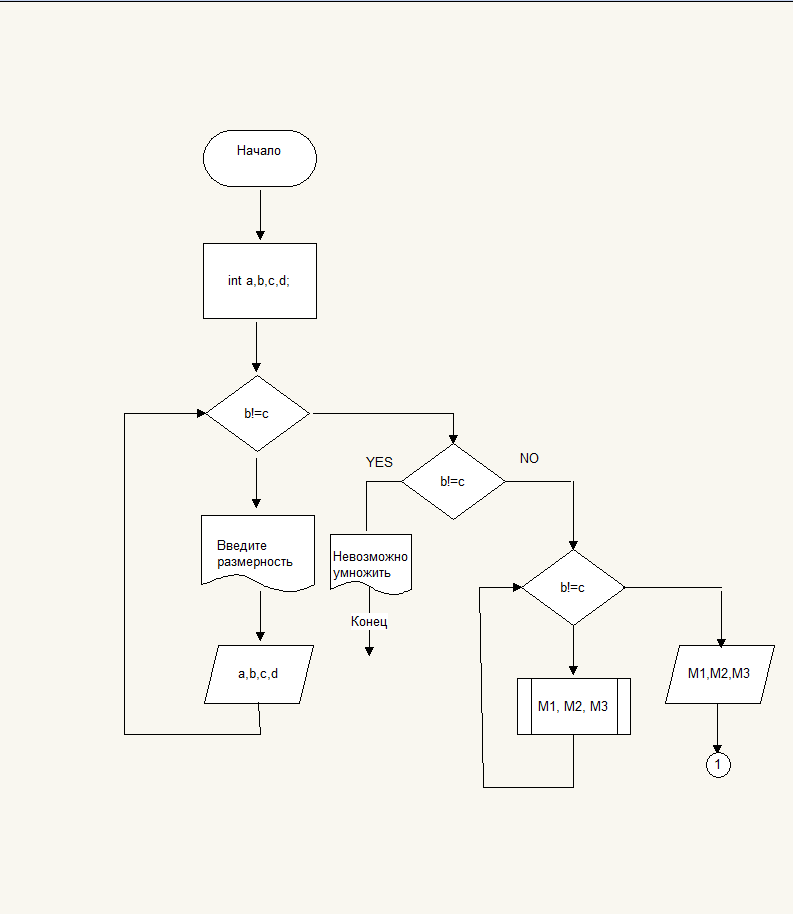 Начало
int a,b,c,d;
b!=c
Введите
размерность
a,b,c,d
YES
b!=c
NO
Невозможно
умножить
Конец
b!=c
M1, M2, M3
M1,M2,M3
1